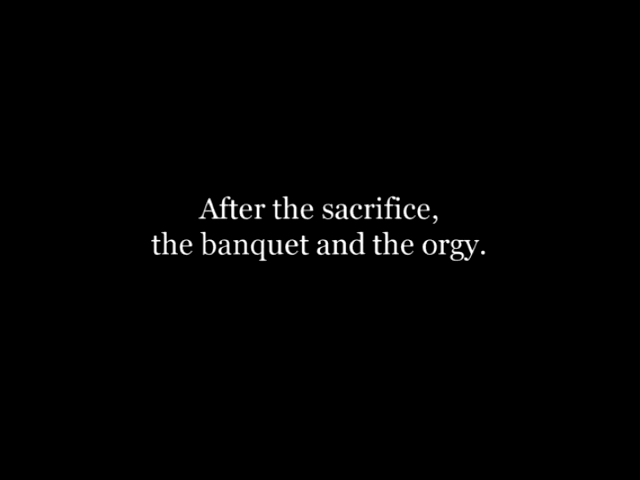 After the sacrifice,
the banquet and the orgy.